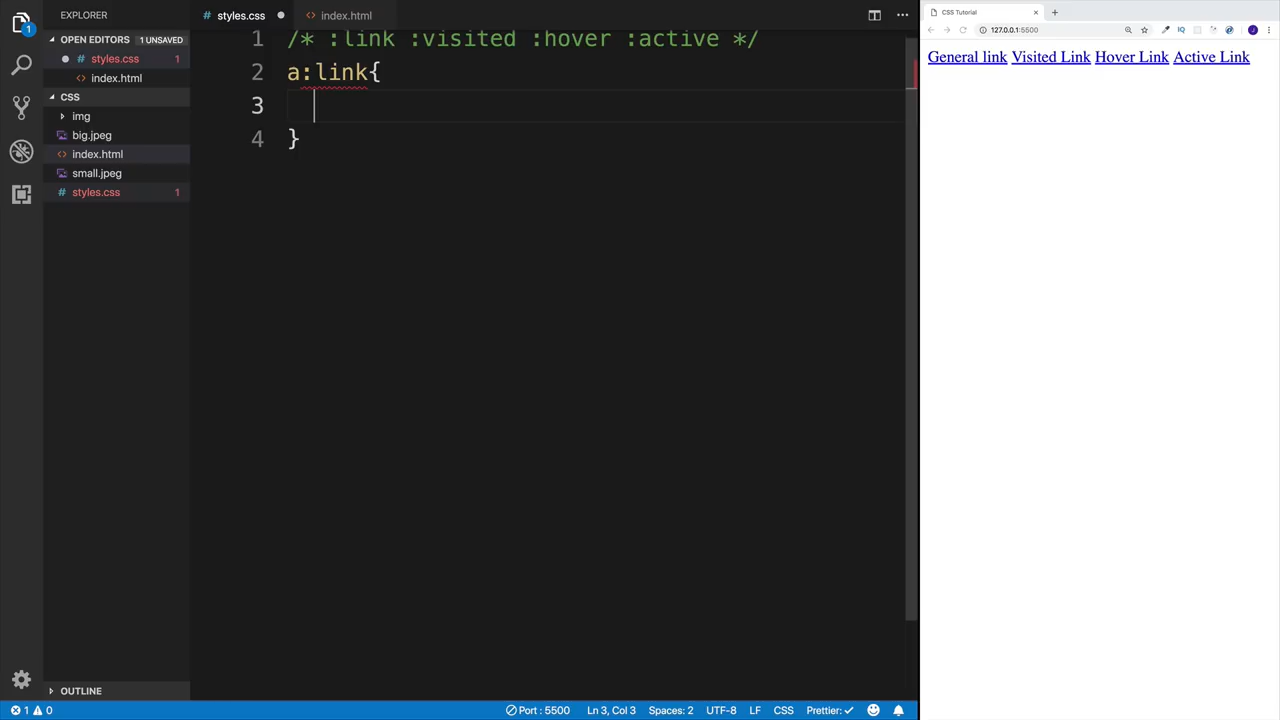 EXPLORER
OPEN EDITORS 1 UNSAVED
# styles.css 1
<> index.html
CSS
img
big.jpeg
<> index.html
small.jpeg
# styles.css 1
OUTLINE
1
# styles.css
<> index.html
1 /* :link :visited :hover :active */
2 a:link{
3
4 }
1 0
Port : 5500 Ln 3, Col 3 Spaces: 2 UTF-8 LF CSS Prettier: ✓
CSS Tutorial
127.0.0.1:5500
General link Visited Link Hover Link Active Link